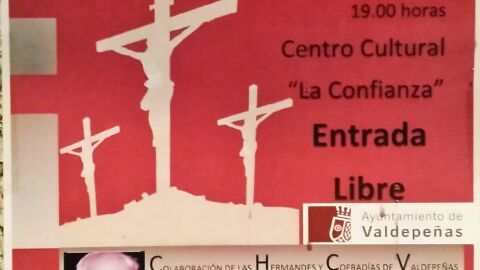 19.00 horas
Centro Cultural
“La Confianza”
Entrada
Libre
Ayuntamiento de
Valdepeñas
COLABORACIÓN DE LAS HERMANDES Y COFRADÍAS DE VALDEPEÑAS